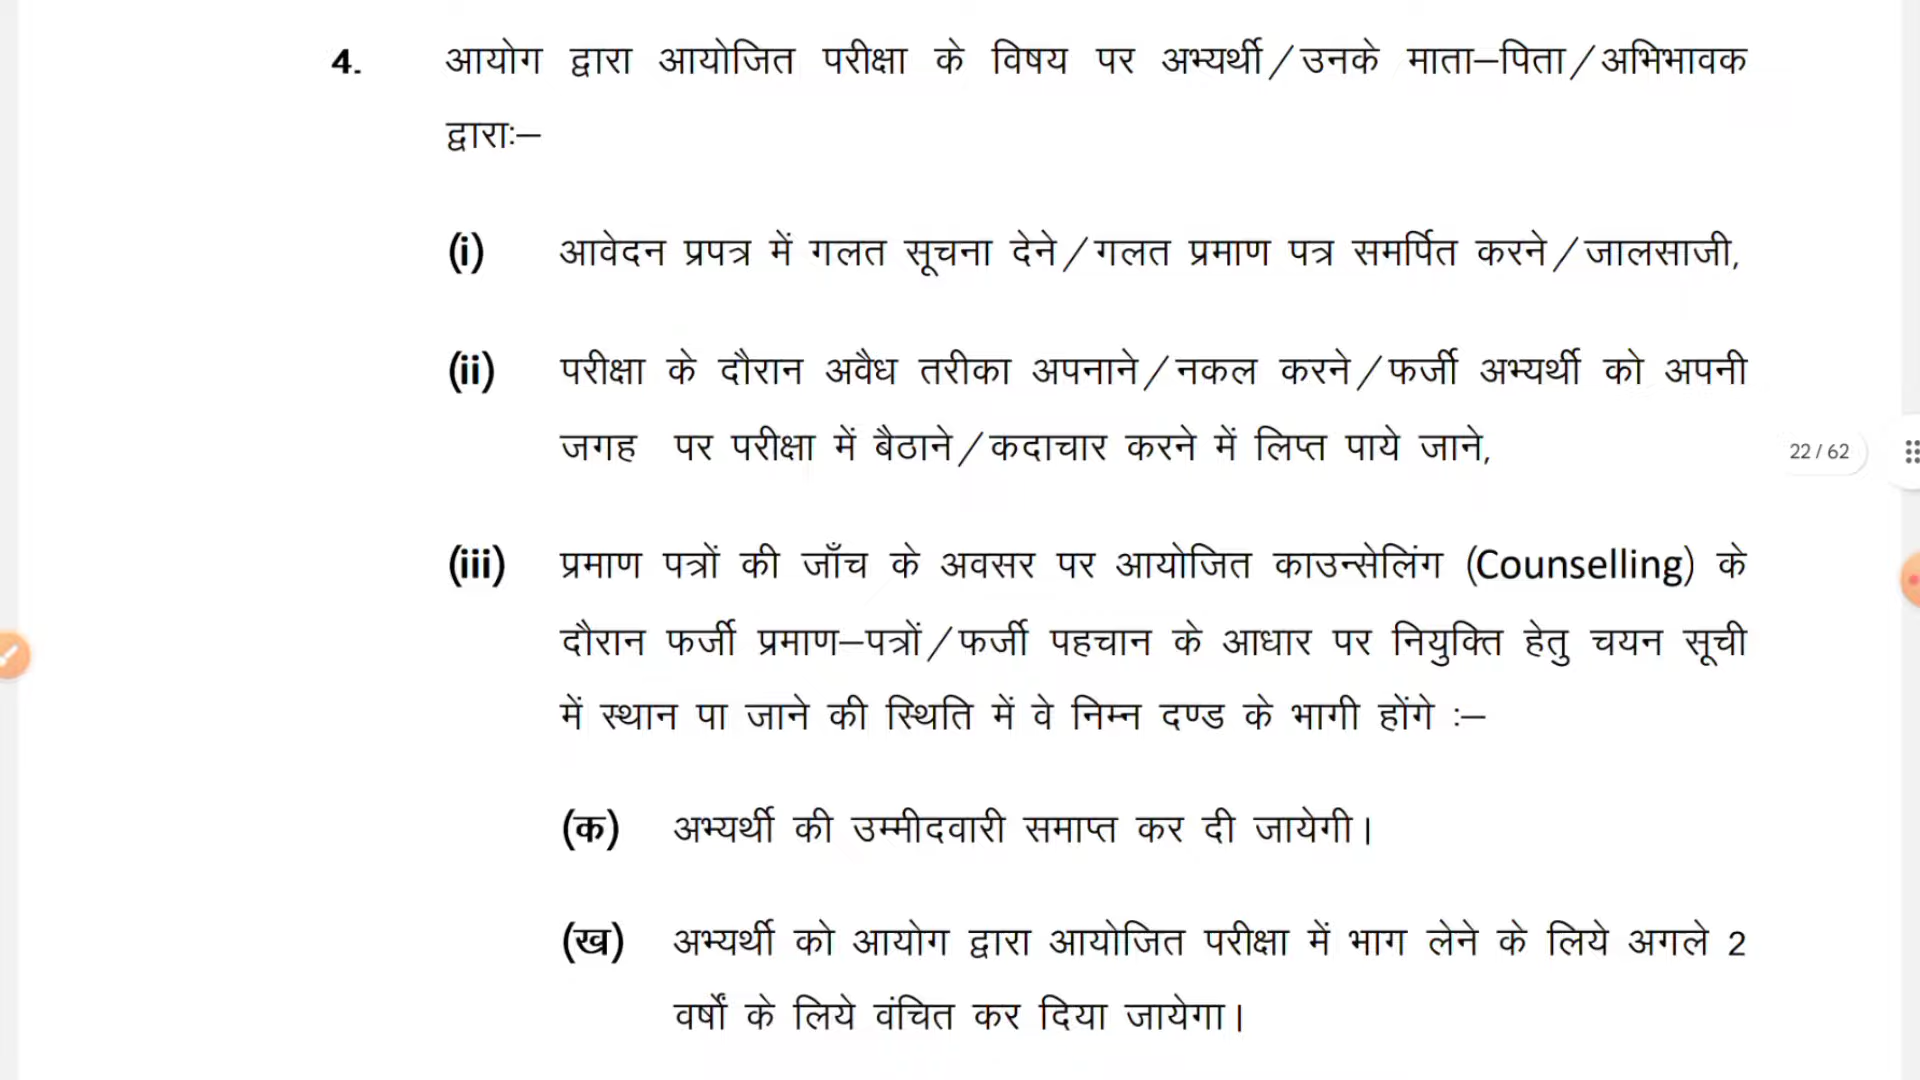 4. आयोग द्वारा आयोजित परीक्षा के विषय पर अभ्यर्थी/उनके माता–पिता/अभिभावक
द्वाराः–
(i) आवेदन प्रपत्र में गलत सूचना देने/गलत प्रमाण पत्र समर्पित करने/जालसाजी,
(ii) परीक्षा के दौरान अवैध तरीका अपनाने/नकल करने/फर्जी अभ्यर्थी को अपनी
जगह पर परीक्षा में बैठाने/कदाचार करने में लिप्त पाये जाने,
22 / 62
(iii) प्रमाण पत्रों की जाँच के अवसर पर आयोजित काउन्सेलिंग (Counselling) के
दौरान फर्जी प्रमाण–पत्रों/फर्जी पहचान के आधार पर नियुक्ति हेतु चयन सूची
में स्थान पा जाने की स्थिति में वे निम्न दण्ड के भागी होंगे :–
(क) अभ्यर्थी की उम्मीदवारी समाप्त कर दी जायेगी।
(ख) अभ्यर्थी को आयोग द्वारा आयोजित परीक्षा में भाग लेने के लिये अगले 2
वर्षों के लिये वंचित कर दिया जायेगा।